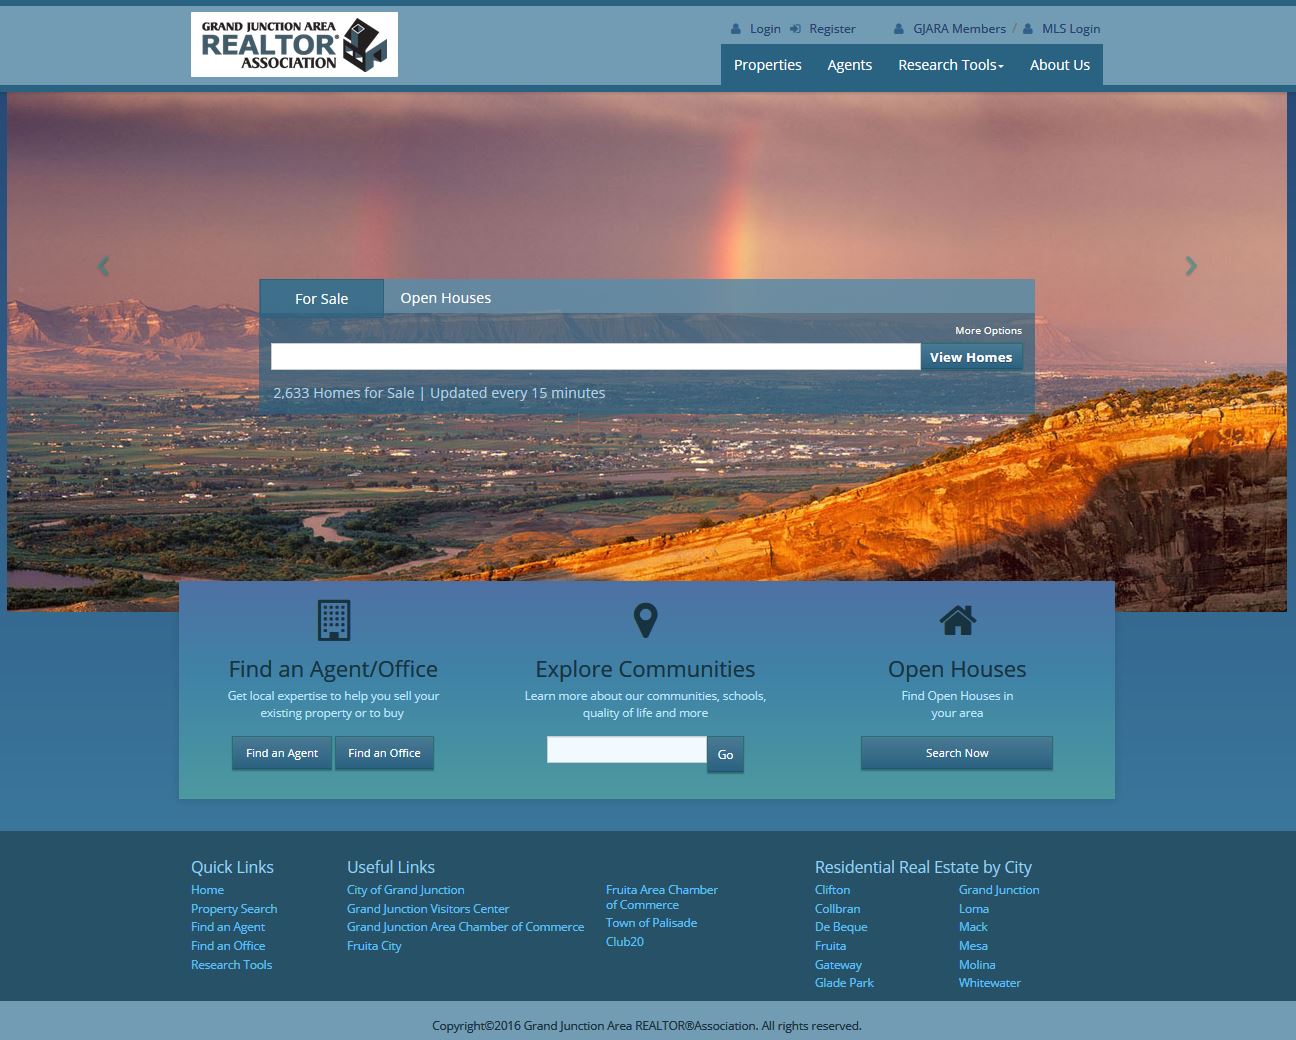 GRAND JUNCTION AREA
REALTOR®
ASSOCIATION
Login Register GJARA Members / MLS Login
Properties Agents Research Tools About Us
For Sale Open Houses
More Options
View Homes
2,633 Homes for Sale | Updated every 15 minutes
Find an Agent/Office
Get local expertise to help you sell your
existing property or to buy
Find an Agent Find an Office
Explore Communities
Learn more about our communities, schools,
quality of life and more
Go
Open Houses
Find Open Houses in
your area
Search Now
Quick Links
Home
Property Search
Find an Agent
Find an Office
Research Tools
Useful Links
City of Grand Junction
Grand Junction Visitors Center
Grand Junction Area Chamber of Commerce
Fruita City
Fruita Area Chamber
of Commerce
Town of Palisade
Club20
Residential Real Estate by City
Clifton
Collbran
De Beque
Fruita
Gateway
Glade Park
Grand Junction
Loma
Mack
Mesa
Molina
Whitewater
Copyright©2016 Grand Junction Area REALTOR®Association. All rights reserved.